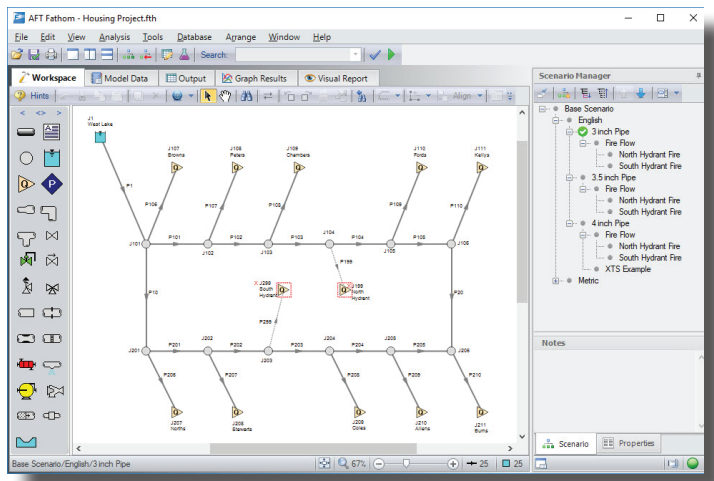 AFT Fathom - Housing Project.fth
File Edit View Analysis Tools Database Arrange Window Help
Search:
Workspace Model Data Output Graph Results Visual Report
Hints Align
J1
West Lake
J107
Browns
J108
Peters
J109
Chambers
J110
Fords
J111
Kellys
P1
P106
P107
P108
P109
P110
J101
P101
J102
P102
J103
P103
J104
P104
J105
P105
J106
P199
X J299
South
Hydrant
J199
North
Hydrant
P10
P20
P299
J201
P201
J202
P202
J203
P203
J204
P204
J205
P205
J206
P206
P207
P208
P209
P210
J207
Norths
J208
Stewarts
J209
Coles
J210
Allens
J211
Burns
Base Scenario/English/3 inch Pipe
67%
25
25
Scenario Manager
Base Scenario
English
3 inch Pipe
Fire Flow
North Hydrant Fire
South Hydrant Fire
3.5 inch Pipe
Fire Flow
North Hydrant Fire
South Hydrant Fire
4 inch Pipe
Fire Flow
North Hydrant Fire
South Hydrant Fire
XTS Example
Metric
Notes
Scenario Properties